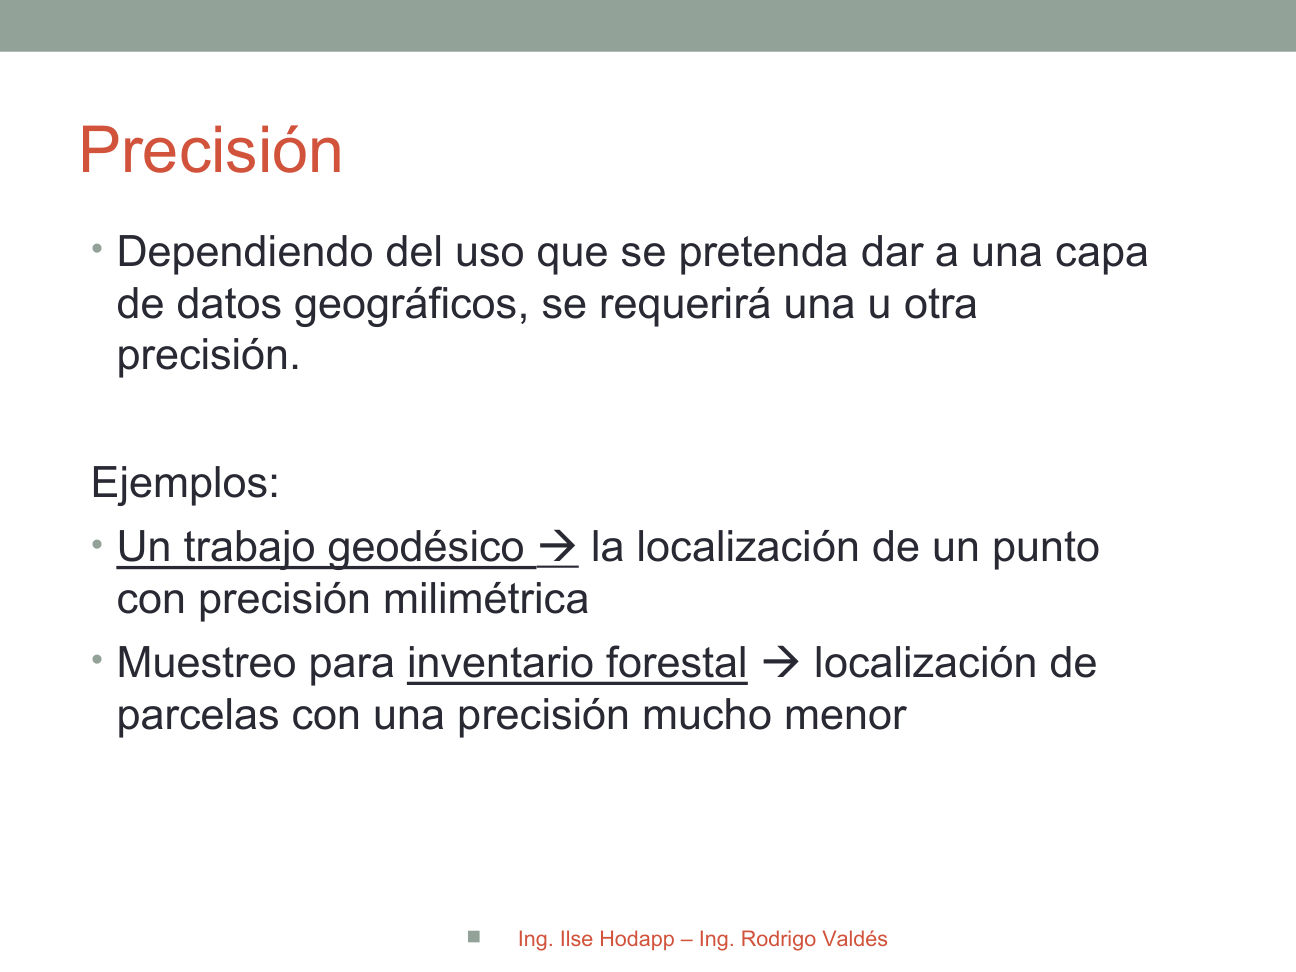 Precisión
• Dependiendo del uso que se pretenda dar a una capa
de datos geográficos, se requerirá una u otra
precisión.
Ejemplos:
• Un trabajo geodésico → la localización de un punto
con precisión milimétrica
• Muestreo para inventario forestal → localización de
parcelas con una precisión mucho menor
▪ Ing. Ilse Hodapp – Ing. Rodrigo Valdés